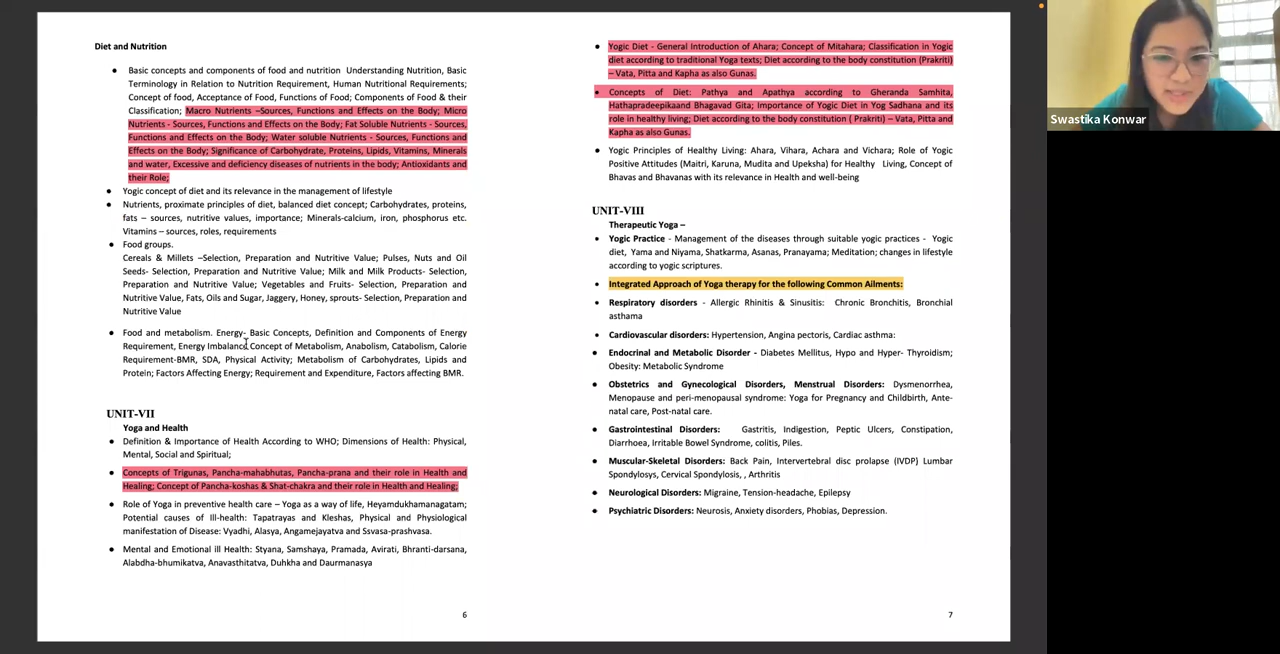 Diet and Nutrition
● Basic concepts and components of food and nutrition Understanding Nutrition, Basic
Terminology in Relation to Nutrition Requirement, Human Nutritional Requirements;
Concept of food, Acceptance of Food, Functions of Food; Components of Food & their
Classification; Macro Nutrients –Sources, Functions and Effects on the Body; Micro
Nutrients - Sources, Functions and Effects on the Body; Fat Soluble Nutrients - Sources,
Functions and Effects on the Body; Water soluble Nutrients - Sources, Functions and
Effects on the Body; Significance of Carbohydrate, Proteins, Lipids, Vitamins, Minerals
and water, Excessive and deficiency diseases of nutrients in the body; Antioxidants and
their Role;
● Yogic concept of diet and its relevance in the management of lifestyle
● Nutrients, proximate principles of diet, balanced diet concept; Carbohydrates, proteins,
fats – sources, nutritive values, importance; Minerals-calcium, iron, phosphorus etc.
Vitamins – sources, roles, requirements
● Food groups.
Cereals & Millets –Selection, Preparation and Nutritive Value; Pulses, Nuts and Oil
Seeds- Selection, Preparation and Nutritive Value; Milk and Milk Products- Selection,
Preparation and Nutritive Value; Vegetables and Fruits- Selection, Preparation and
Nutritive Value, Fats, Oils and Sugar, Jaggery, Honey, sprouts- Selection, Preparation and
Nutritive Value
● Food and metabolism. Energy- Basic Concepts, Definition and Components of Energy
Requirement, Energy Imbalance Concept of Metabolism, Anabolism, Catabolism, Calorie
Requirement-BMR, SDA, Physical Activity; Metabolism of Carbohydrates, Lipids and
Protein; Factors Affecting Energy; Requirement and Expenditure, Factors affecting BMR.
UNIT-VII
Yoga and Health
● Definition & Importance of Health According to WHO; Dimensions of Health: Physical,
Mental, Social and Spiritual;
● Concepts of Trigunas, Pancha-mahabhutas, Pancha-prana and their role in Health and
Healing; Concept of Pancha-koshas & Shat-chakra and their role in Health and Healing;
● Role of Yoga in preventive health care – Yoga as a way of life, Heyamdukhamanagatam;
Potential causes of Ill-health: Tapatrayas and Kleshas, Physical and Physiological
manifestation of Disease: Vyadhi, Alasya, Angamejayatva and Ssvasa-prashvasa.
● Mental and Emotional ill Health: Styana, Samshaya, Pramada, Avirati, Bhranti-darsana,
Alabdha-bhumikatva, Anavasthitatva, Duhkha and Daurmanasya
6
● Yogic Diet - General Introduction of Ahara; Concept of Mitahara; Classification in Yogic
diet according to traditional Yoga texts; Diet according to the body constitution (Prakriti)
– Vata, Pitta and Kapha as also Gunas.
● Concepts of Diet: Pathya and Apathya according to Gheranda Samhita,
Hathapradeepikaand Bhagavad Gita; Importance of Yogic Diet in Yog Sadhana and its
role in healthy living; Diet according to the body constitution ( Prakriti) – Vata, Pitta and
Kapha as also Gunas.
● Yogic Principles of Healthy Living: Ahara, Vihara, Achara and Vichara; Role of Yogic
Positive Attitudes (Maitri, Karuna, Mudita and Upeksha) for Healthy Living, Concept of
Bhavas and Bhavanas with its relevance in Health and well-being
UNIT-VIII
Therapeutic Yoga –
● Yogic Practice - Management of the diseases through suitable yogic practices - Yogic
diet, Yama and Niyama, Shatkarma, Asanas, Pranayama; Meditation; changes in lifestyle
according to yogic scriptures.
● Integrated Approach of Yoga therapy for the following Common Ailments:
● Respiratory disorders - Allergic Rhinitis & Sinusitis: Chronic Bronchitis, Bronchial
asthama
● Cardiovascular disorders: Hypertension, Angina pectoris, Cardiac asthma:
● Endocrinal and Metabolic Disorder - Diabetes Mellitus, Hypo and Hyper- Thyroidism;
Obesity: Metabolic Syndrome
● Obstetrics and Gynecological Disorders, Menstrual Disorders: Dysmenorrhea,
Menopause and peri-menopausal syndrome: Yoga for Pregnancy and Childbirth, Ante-
natal care, Post-natal care.
● Gastrointestinal Disorders: Gastritis, Indigestion, Peptic Ulcers, Constipation,
Diarrhoea, Irritable Bowel Syndrome, colitis, Piles.
● Muscular-Skeletal Disorders: Back Pain, Intervertebral disc prolapse (IVDP) Lumbar
Spondylosys, Cervical Spondylosis, , Arthritis
● Neurological Disorders: Migraine, Tension-headache, Epilepsy
● Psychiatric Disorders: Neurosis, Anxiety disorders, Phobias, Depression.
7
Swastika Konwar